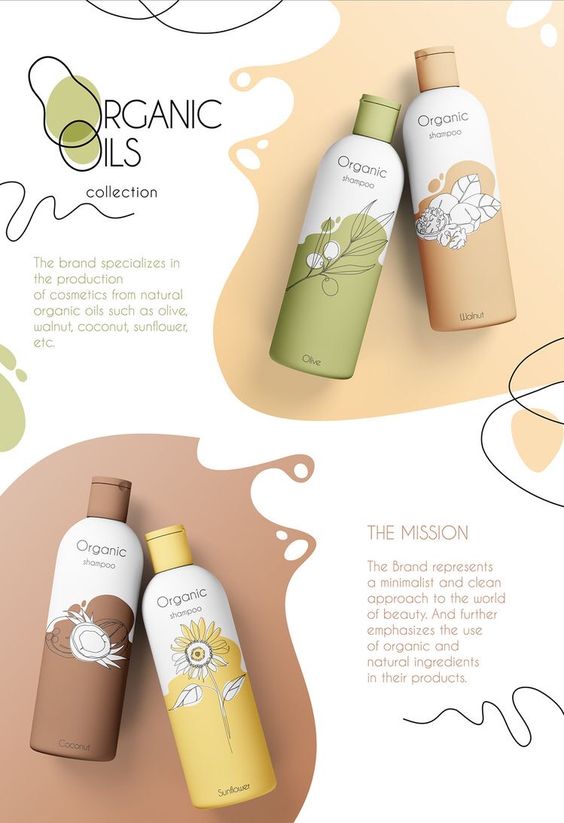 ORGANIC
OILS
collection
The brand specializes in
the production
of cosmetics from natural
organic oils such as olive,
walnut, coconut, sunflower,
etc.
Organic
shampoo
Olive
Organic
shampoo
Walnut
Organic
shampoo
Coconut
Organic
shampoo
Sunflower
THE MISSION
The Brand represents
a minimalist and clean
approach to the world
of beauty. And further
emphasizes the use
of organic and
natural ingredients
in their products.